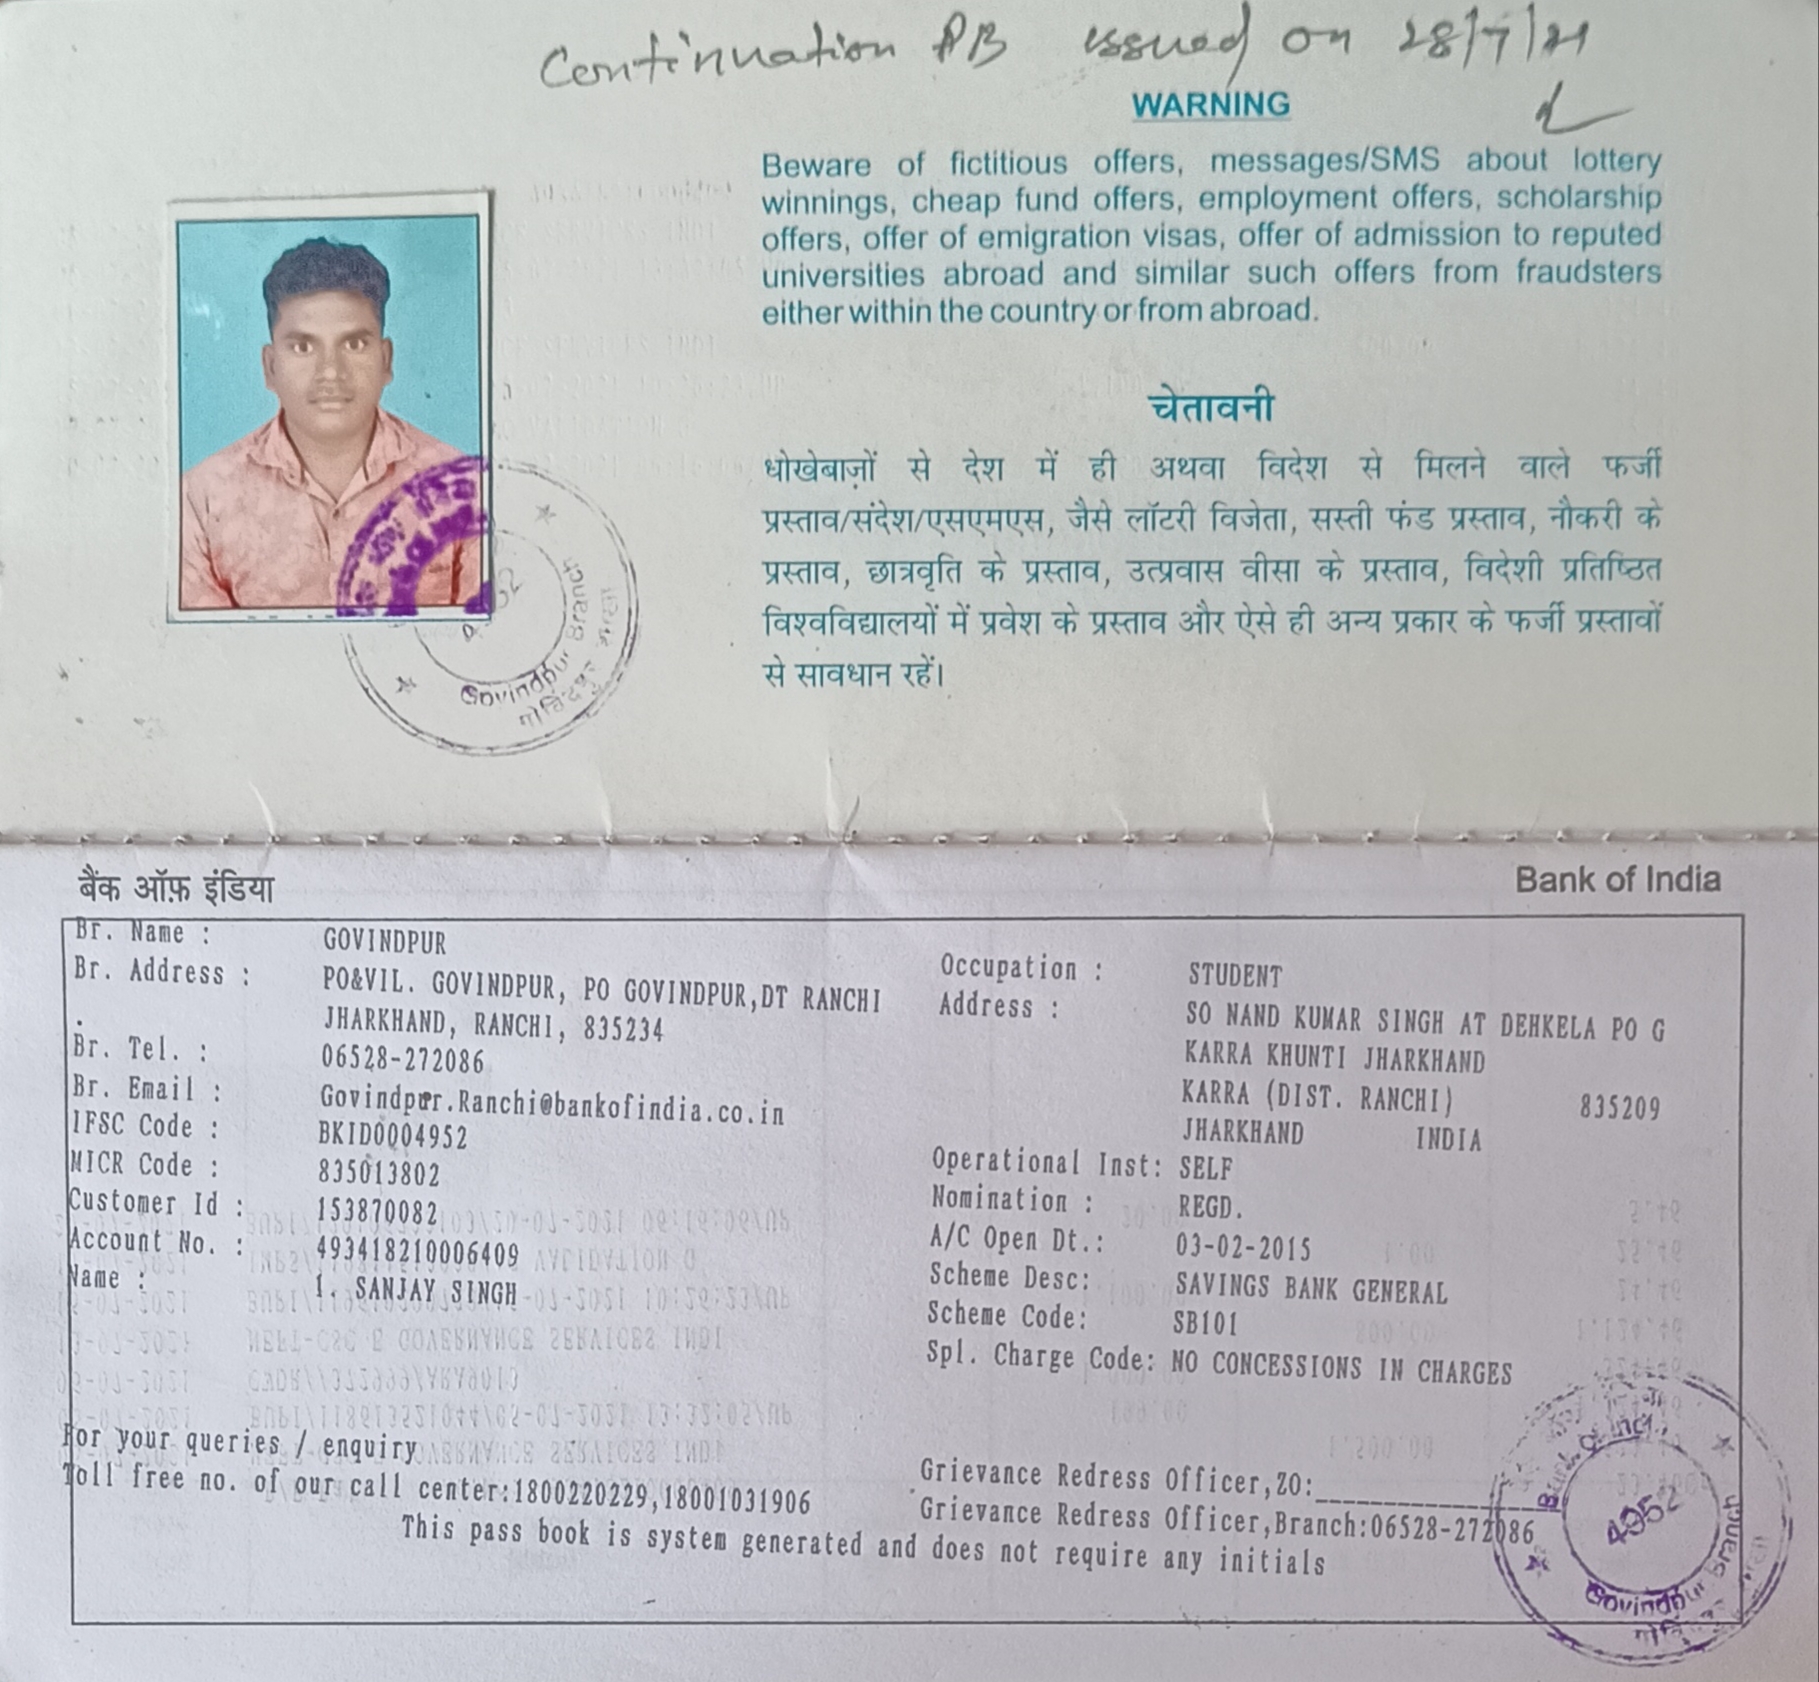 Continuation PB issued on 28/7/21
WARNING
Beware of fictitious offers, messages/SMS about lottery
winnings, cheap fund offers, employment offers, scholarship
offers, offer of emigration visas, offer of admission to reputed
universities abroad and similar such offers from fraudsters
either within the country or from abroad.
चेतावनी
धोखेबाज़ों से देश में ही अथवा विदेश से मिलने वाले फर्जी
प्रस्ताव/संदेश/एसएमएस, जैसे लॉटरी विजेता, सस्ती फंड प्रस्ताव, नौकरी के
प्रस्ताव, छात्रवृति के प्रस्ताव, उत्प्रवास वीसा के प्रस्ताव, विदेशी प्रतिष्ठित
विश्वविद्यालयों में प्रवेश के प्रस्ताव और ऐसे ही अन्य प्रकार के फर्जी प्रस्तावों
से सावधान रहें।
Govindpur Branch
गोविंदपुर शाखा
बैंक ऑफ़ इंडिया
Bank of India
Br. Name : GOVINDPUR
Br. Address : PO&VIL. GOVINDPUR, PO GOVINDPUR,DT RANCHI
. JHARKHAND, RANCHI, 835234
Br. Tel. : 06528-272086
Br. Email : Govindpur.Ranchi@bankofindia.co.in
IFSC Code : BKID0004952
MICR Code : 835013802
Customer Id : 153870082
Account No. : 493418210006409
Name : 1. SANJAY SINGH
Occupation : STUDENT
Address : SO NAND KUMAR SINGH AT DEHKELA PO G
KARRA KHUNTI JHARKHAND
KARRA (DIST. RANCHI) 835209
JHARKHAND INDIA
Operational Inst: SELF
Nomination : REGD.
A/C Open Dt.: 03-02-2015
Scheme Desc: SAVINGS BANK GENERAL
Scheme Code: SB101
Spl. Charge Code: NO CONCESSIONS IN CHARGES
For your queries / enquiry
Toll free no. of our call center:1800220229,18001031906
Grievance Redress Officer,ZO:______________
Grievance Redress Officer,Branch:06528-272086
This pass book is system generated and does not require any initials
4952
Govindpur Branch